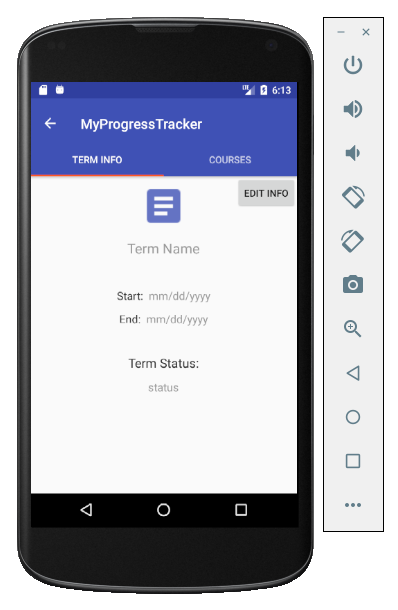 6:13
MyProgressTracker
TERM INFO COURSES
EDIT INFO
Term Name
Start: mm/dd/yyyy
End: mm/dd/yyyy
Term Status:
status